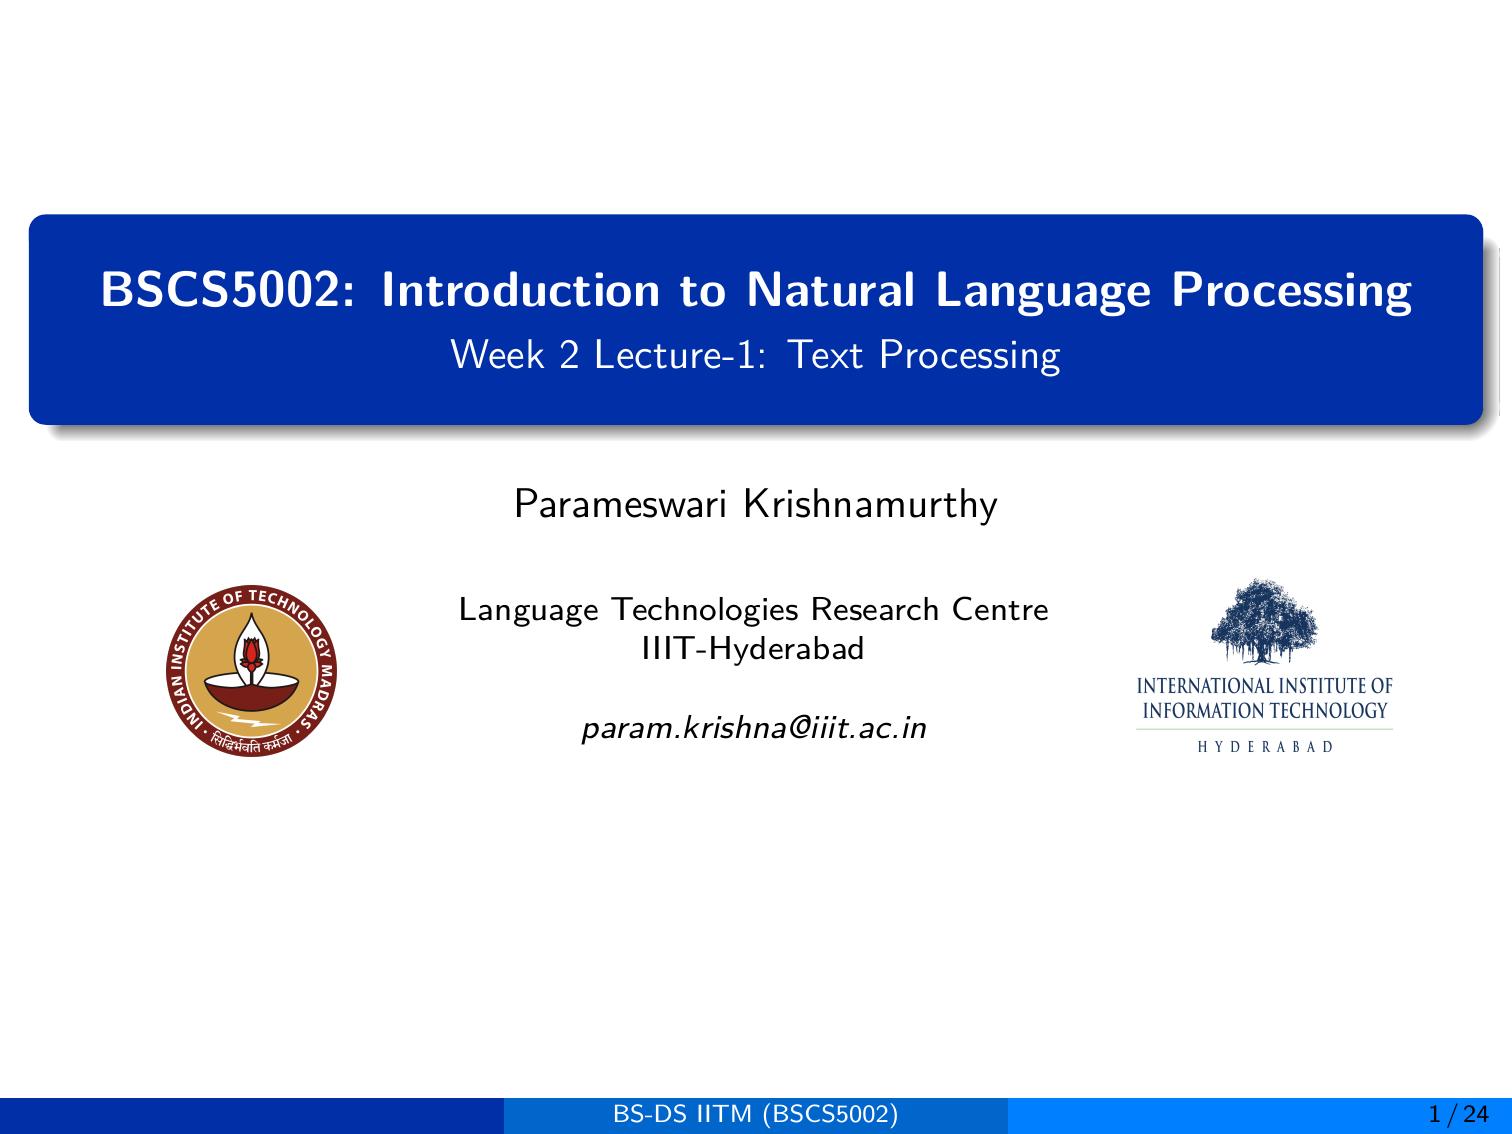 BSCS5002: Introduction to Natural Language Processing
Week 2 Lecture-1: Text Processing
Parameswari Krishnamurthy
INDIAN INSTITUTE OF TECHNOLOGY MADRAS
सिद्धिर्भवति कर्मजा
Language Technologies Research Centre
IIIT-Hyderabad
param.krishna@iiit.ac.in
INTERNATIONAL INSTITUTE OF
INFORMATION TECHNOLOGY
HYDERABAD
BS-DS IITM (BSCS5002)
1 / 24